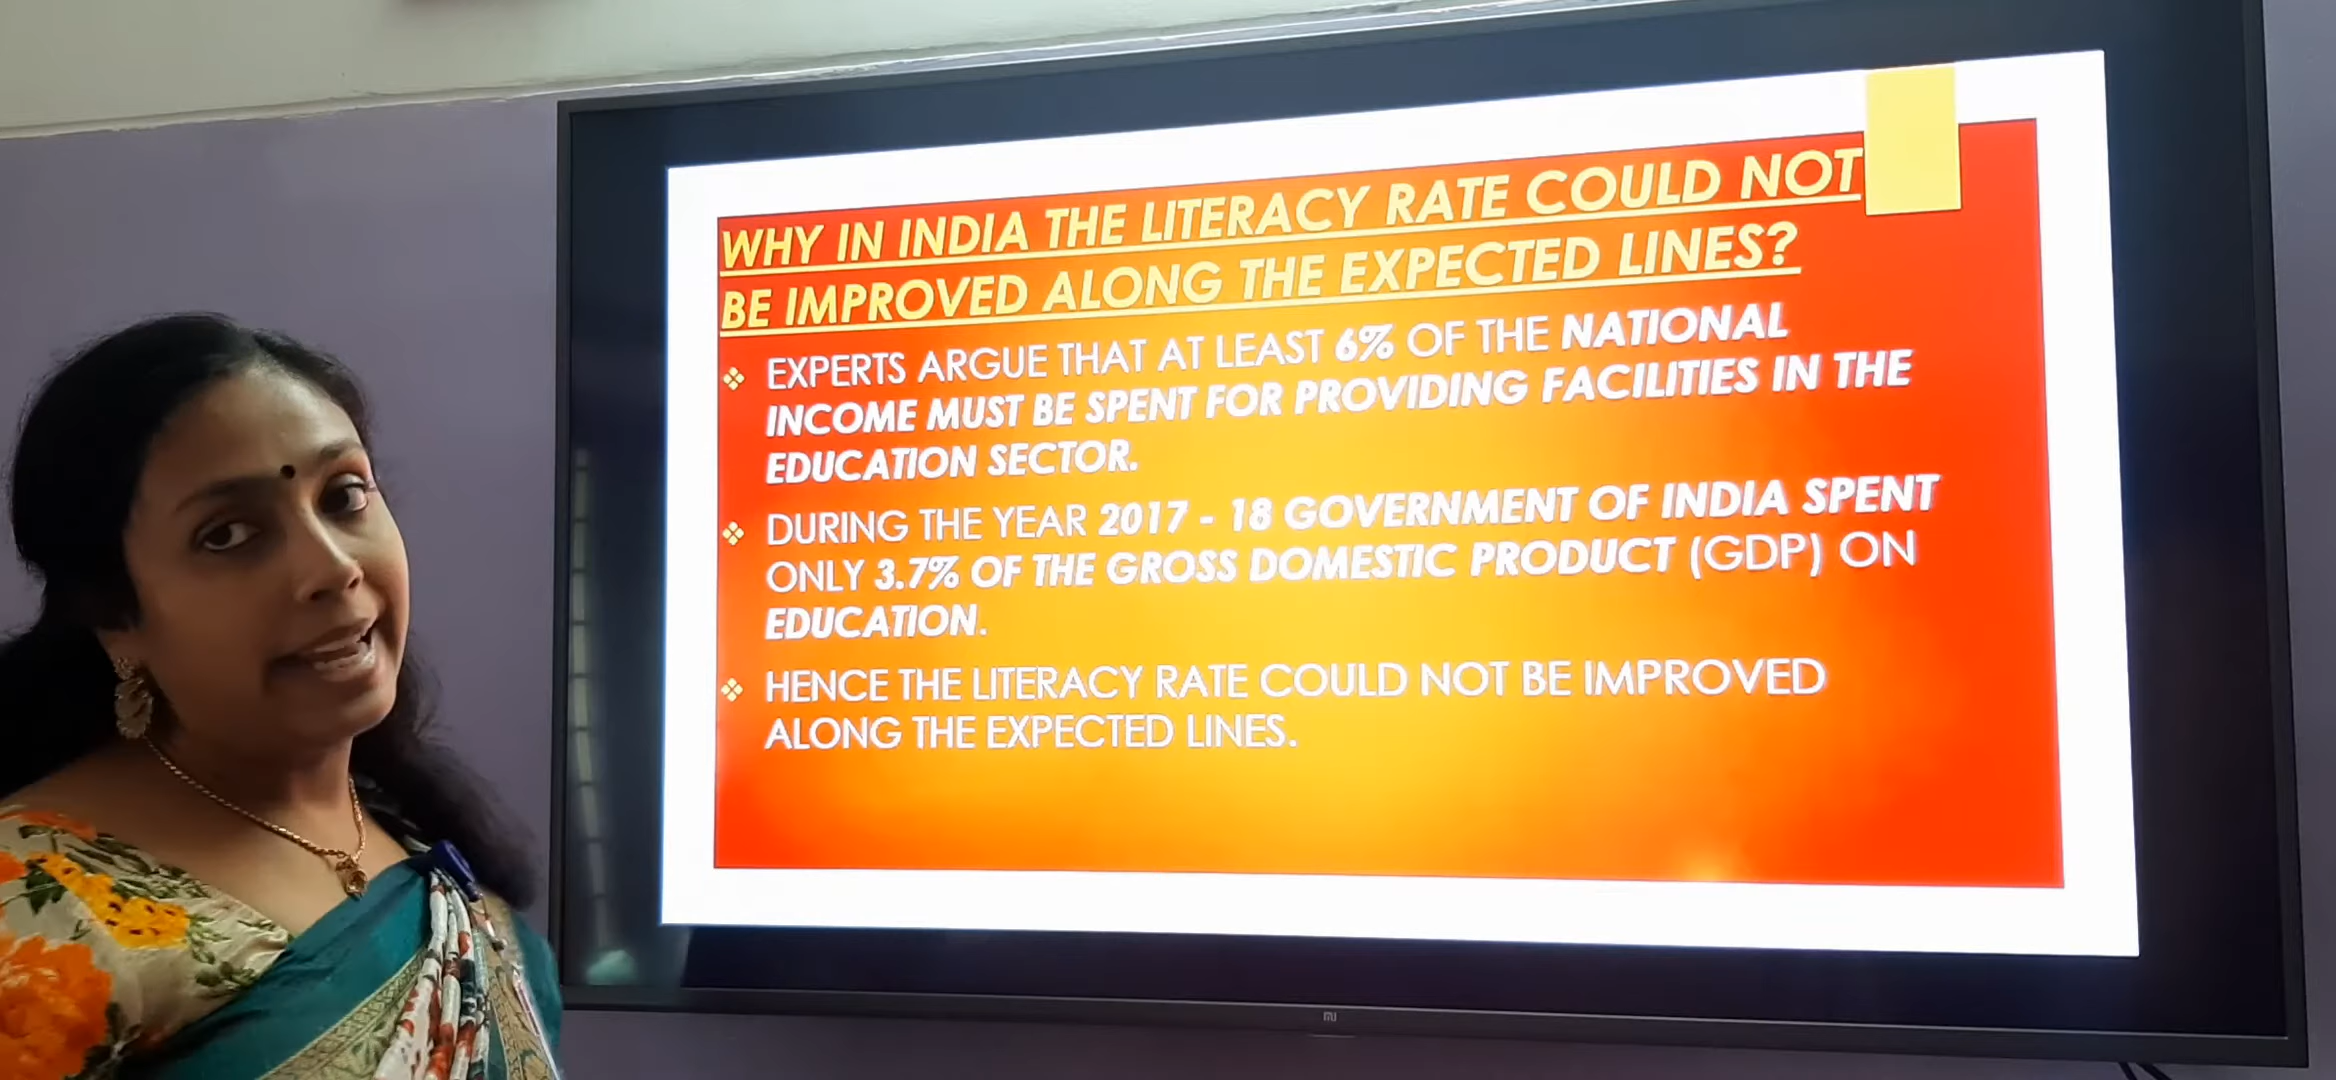 WHY IN INDIA THE LITERACY RATE COULD NOT
BE IMPROVED ALONG THE EXPECTED LINES?
❖ EXPERTS ARGUE THAT AT LEAST 6% OF THE NATIONAL
INCOME MUST BE SPENT FOR PROVIDING FACILITIES IN THE
EDUCATION SECTOR.
❖ DURING THE YEAR 2017 - 18 GOVERNMENT OF INDIA SPENT
ONLY 3.7% OF THE GROSS DOMESTIC PRODUCT (GDP) ON
EDUCATION.
❖ HENCE THE LITERACY RATE COULD NOT BE IMPROVED
ALONG THE EXPECTED LINES.
mi